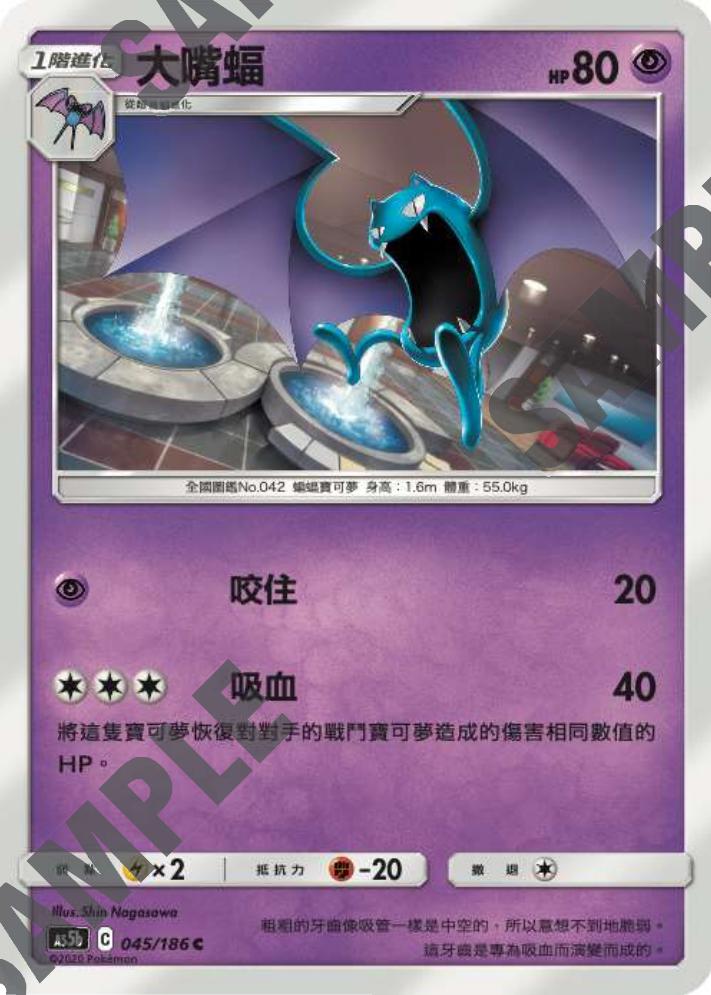 SAMPLE
1階進化
大嘴蝠
HP80
全國圖鑑No.042 蝙蝠寶可夢 身高：1.6m 體重：55.0kg
咬住 20
吸血 40
將這隻寶可夢恢復對對手的戰鬥寶可夢造成的傷害相同數值的
HP。
×2 抵抗力 -20 撤退
Illus. Shin Nagasawa
AS5b C 045/186 C
©2020 Pokémon
粗粗的牙齒像吸管一樣是中空的，所以意想不到地脆弱。
這牙齒是專為吸血而演變而成的。
SAMPLE
SAMPLE
SAMPLE